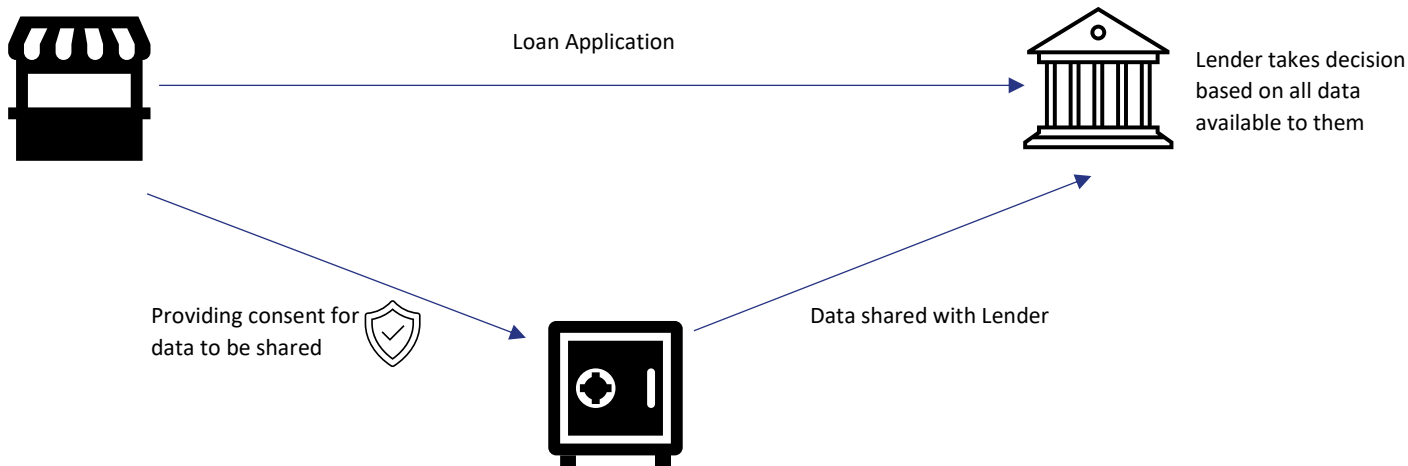 Loan Application
Lender takes decision
based on all data
available to them
Providing consent for
data to be shared
Data shared with Lender